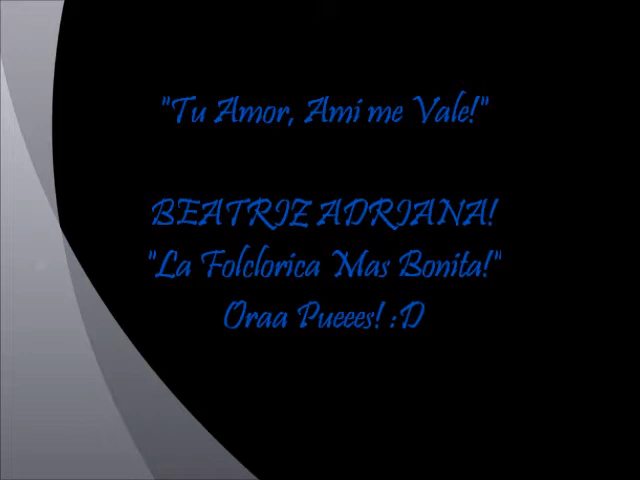 "Tu Amor, Ami me Vale!"
BEATRIZ ADRIANA!
"La Folclorica Mas Bonita!"
Oraa Pueees! :D